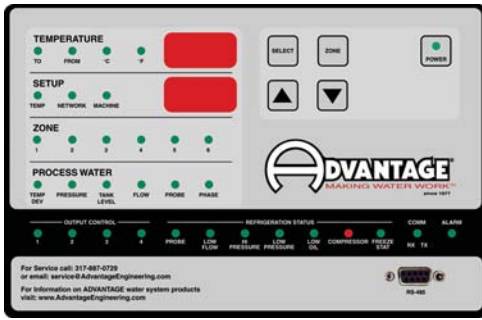 TEMPERATURE
TO FROM °C °F
SETUP
TEMP NETWORK MACHINE
ZONE
1 2 3 4 5 6
PROCESS WATER
TEMP DEV PRESSURE TANK LEVEL FLOW PROBE PHASE
SELECT ZONE POWER
ADVANTAGE®
MAKING WATER WORK™
since 1977
OUTPUT CONTROL
1 2 3 4
REFRIGERATION STATUS
PROBE LOW FLOW HI PRESSURE LOW PRESSURE LOW OIL COMPRESSOR FREEZE STAT
COMM
RX TX
ALARM
For Service call: 317-887-0729
or email: service@AdvantageEngineering.com
For Information on ADVANTAGE water system products
visit: www.AdvantageEngineering.com
RS-485